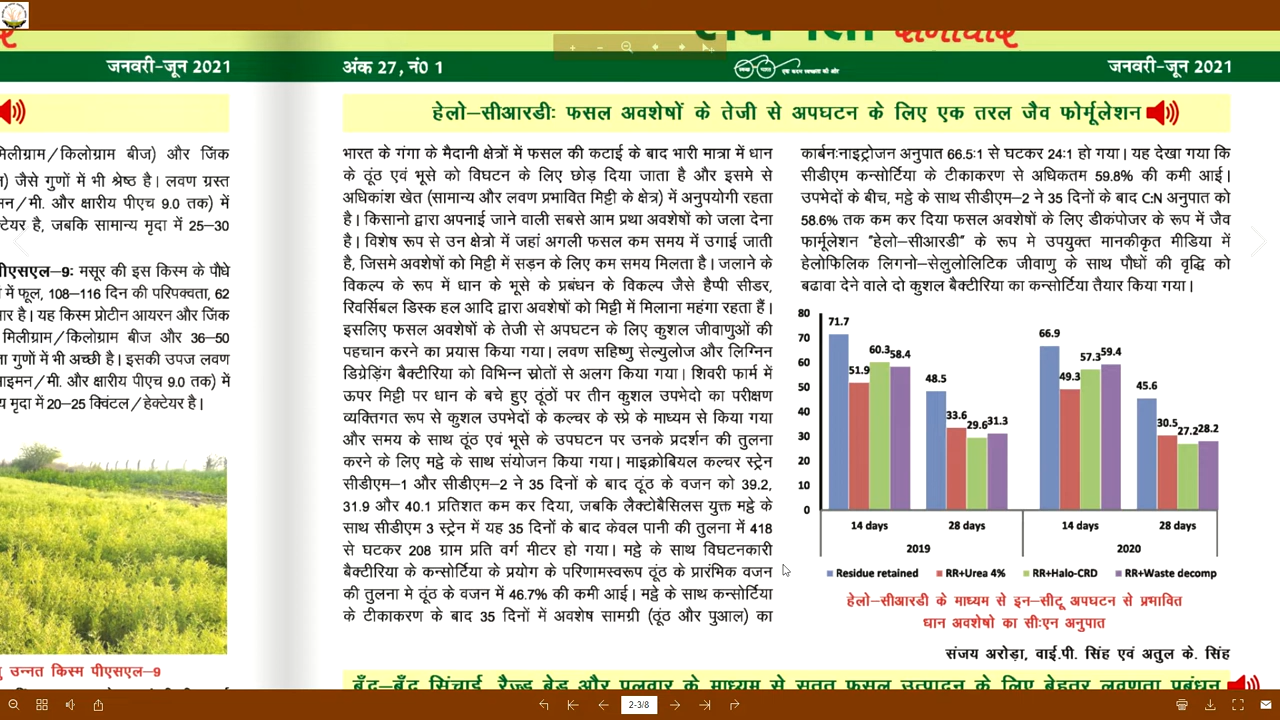 जनवरी-जून 2021
मिलीग्राम/किलोग्राम बीज) और जिंक
) जैसे गुणों में भी श्रेष्ठ है। लवण ग्रस्त
मन/मी. और क्षारीय पीएच 9.0 तक) में
टेयर है, जबकि सामान्य मृदा में 25-30
पीएसएल-9: मसूर की इस किस्म के पौधे
में फूल, 108-116 दिन की परिपक्वता, 62
गर है। यह किस्म प्रोटीन आयरन और जिंक
मिलीग्राम/किलोग्राम बीज और 36-50
ता गुणों में भी अच्छी है। इसकी उपज लवण
ाइमन/मी. और क्षारीय पीएच 9.0 तक) में
य मृदा में 20-25 क्विंटल/हेक्टेयर है।
उन्नत किस्म पीएसएल-9
समाचार
अंक 27, नं0 1
स्वच्छ भारत एक कदम स्वच्छता की ओर
जनवरी-जून 2021
हेलो-सीआरडी: फसल अवशेषों के तेजी से अपघटन के लिए एक तरल जैव फोर्मूलेशन
भारत के गंगा के मैदानी क्षेत्रों में फसल की कटाई के बाद भारी मात्रा में धान
के ठूंठ एवं भूसे को विघटन के लिए छोड़ दिया जाता है और इसमे से
अधिकांश खेत (सामान्य और लवण प्रभावित मिट्टी के क्षेत्र) में अनुपयोगी रहता
है। किसानो द्वारा अपनाई जाने वाली सबसे आम प्रथा अवशेषों को जला देना
है। विशेष रूप से उन क्षेत्रो में जहां अगली फसल कम समय में उगाई जाती
है, जिसमे अवशेषों को मिट्टी में सड़न के लिए कम समय मिलता है। जलाने के
विकल्प के रूप में धान के भूसे के प्रबंधन के विकल्प जैसे हैप्पी सीडर,
रिवर्सिबल डिस्क हल आदि द्वारा अवशेषों को मिट्टी में मिलाना महंगा रहता हैं।
इसलिए फसल अवशेषों के तेजी से अपघटन के लिए कुशल जीवाणुओं की
पहचान करने का प्रयास किया गया। लवण सहिष्णु सेल्युलोज और लिग्निन
डिग्रेड़िंग बैक्टीरिया को विभिन्न स्रोतों से अलग किया गया। शिवरी फार्म में
ऊपर मिट्टी पर धान के बचे हुए ठूंठों पर तीन कुशल उपभेदो का परीक्षण
व्यक्तिगत रूप से कुशल उपभेदों के कल्चर के स्प्रे के माध्यम से किया गया
और समय के साथ ठूंठ एवं भूसे के उपघटन पर उनके प्रदर्शन की तुलना
करने के लिए मट्ठे के साथ संयोजन किया गया। माइक्रोबियल कल्चर स्ट्रेन
सीडीएम-1 और सीडीएम-2 ने 35 दिनों के बाद ठूंठ के वजन को 39.2,
31.9 और 40.1 प्रतिशत कम कर दिया, जबकि लैक्टोबैसिलस युक्त मट्ठे के
साथ सीडीएम 3 स्ट्रेन में यह 35 दिनों के बाद केवल पानी की तुलना में 418
से घटकर 208 ग्राम प्रति वर्ग मीटर हो गया। मट्ठे के साथ विघटनकारी
बैक्टीरिया के कन्सोर्टिया के प्रयोग के परिणामस्वरूप ठूंठ के प्रारंभिक वजन
की तुलना मे ठूंठ के वजन में 46.7% की कमी आई। मट्ठे के साथ कन्सोर्टिया
के टीकाकरण के बाद 35 दिनों में अवशेष सामग्री (ठूंठ और पुआल) का
कार्बनःनाइट्रोजन अनुपात 66.5:1 से घटकर 24:1 हो गया। यह देखा गया कि
सीडीएम कन्सोर्टिया के टीकाकरण से अधिकतम 59.8% की कमी आई।
उपभेदों के बीच, मट्ठे के साथ सीडीएम-2 ने 35 दिनों के बाद C:N अनुपात को
58.6% तक कम कर दिया फसल अवशेषों के लिए डीकंपोजर के रूप में जैव
फार्मूलेशन "हेलो-सीआरडी" के रूप मे उपयुक्त मानकीकृत मीडिया में
हेलोफिलिक लिगनो-सेलुलोलिटिक जीवाणु के साथ पौधों की वृद्धि को
बढावा देने वाले दो कुशल बैक्टीरिया का कन्सोर्टिया तैयार किया गया।
80
70
60
50
40
30
20
10
0
71.7 51.9 60.3 58.4
48.5 33.6 29.6 31.3
66.9 49.3 57.3 59.4
45.6 30.5 27.2 28.2
14 days 28 days 14 days 28 days
2019 2020
Residue retained RR+Urea 4% RR+Halo-CRD RR+Waste decomp
हेलो-सीआरडी के माध्यम से इन-सीटू अपघटन से प्रभावित
धान अवशेषो का सीःएन अनुपात
संजय अरोड़ा, वाई.पी. सिंह एवं अतुल के. सिंह
बूँद-बूँद सिंचाई, रैज्ड बेड और पलवार के माध्यम से सतत फसल उत्पादन के लिए बेहतर लवणता प्रबंधन
2-3/8